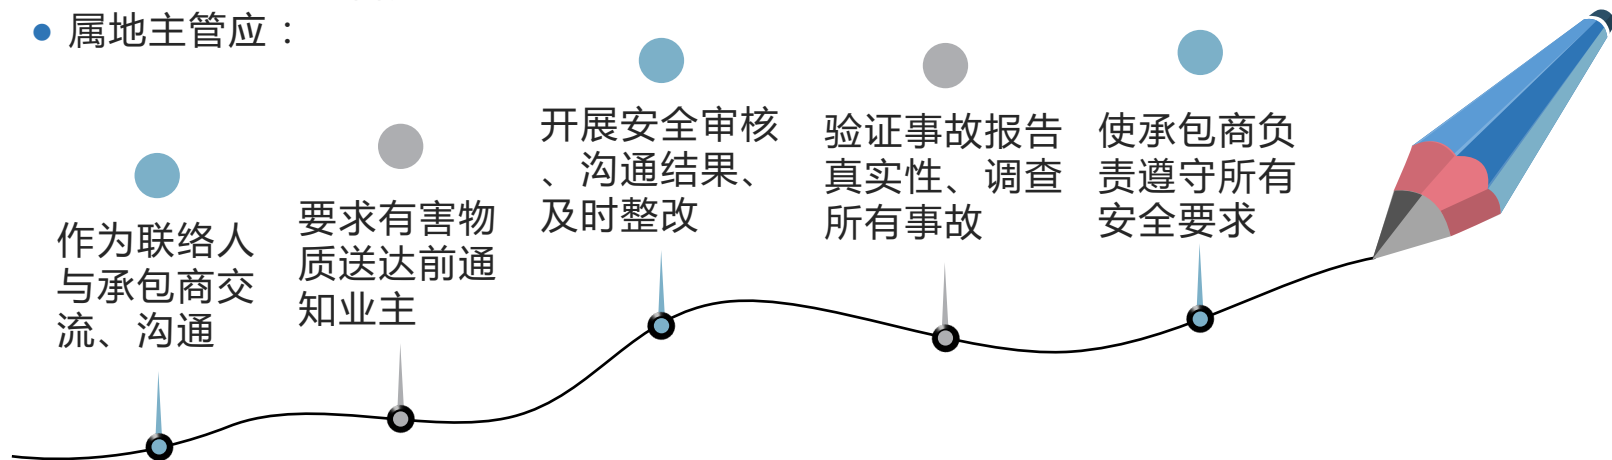 属地主管应：
作为联络人
与承包商交
流、沟通
要求有害物
质送达前通
知业主
开展安全审核
、沟通结果、
及时整改
验证事故报告
真实性、调查
所有事故
使承包商负
责遵守所有
安全要求